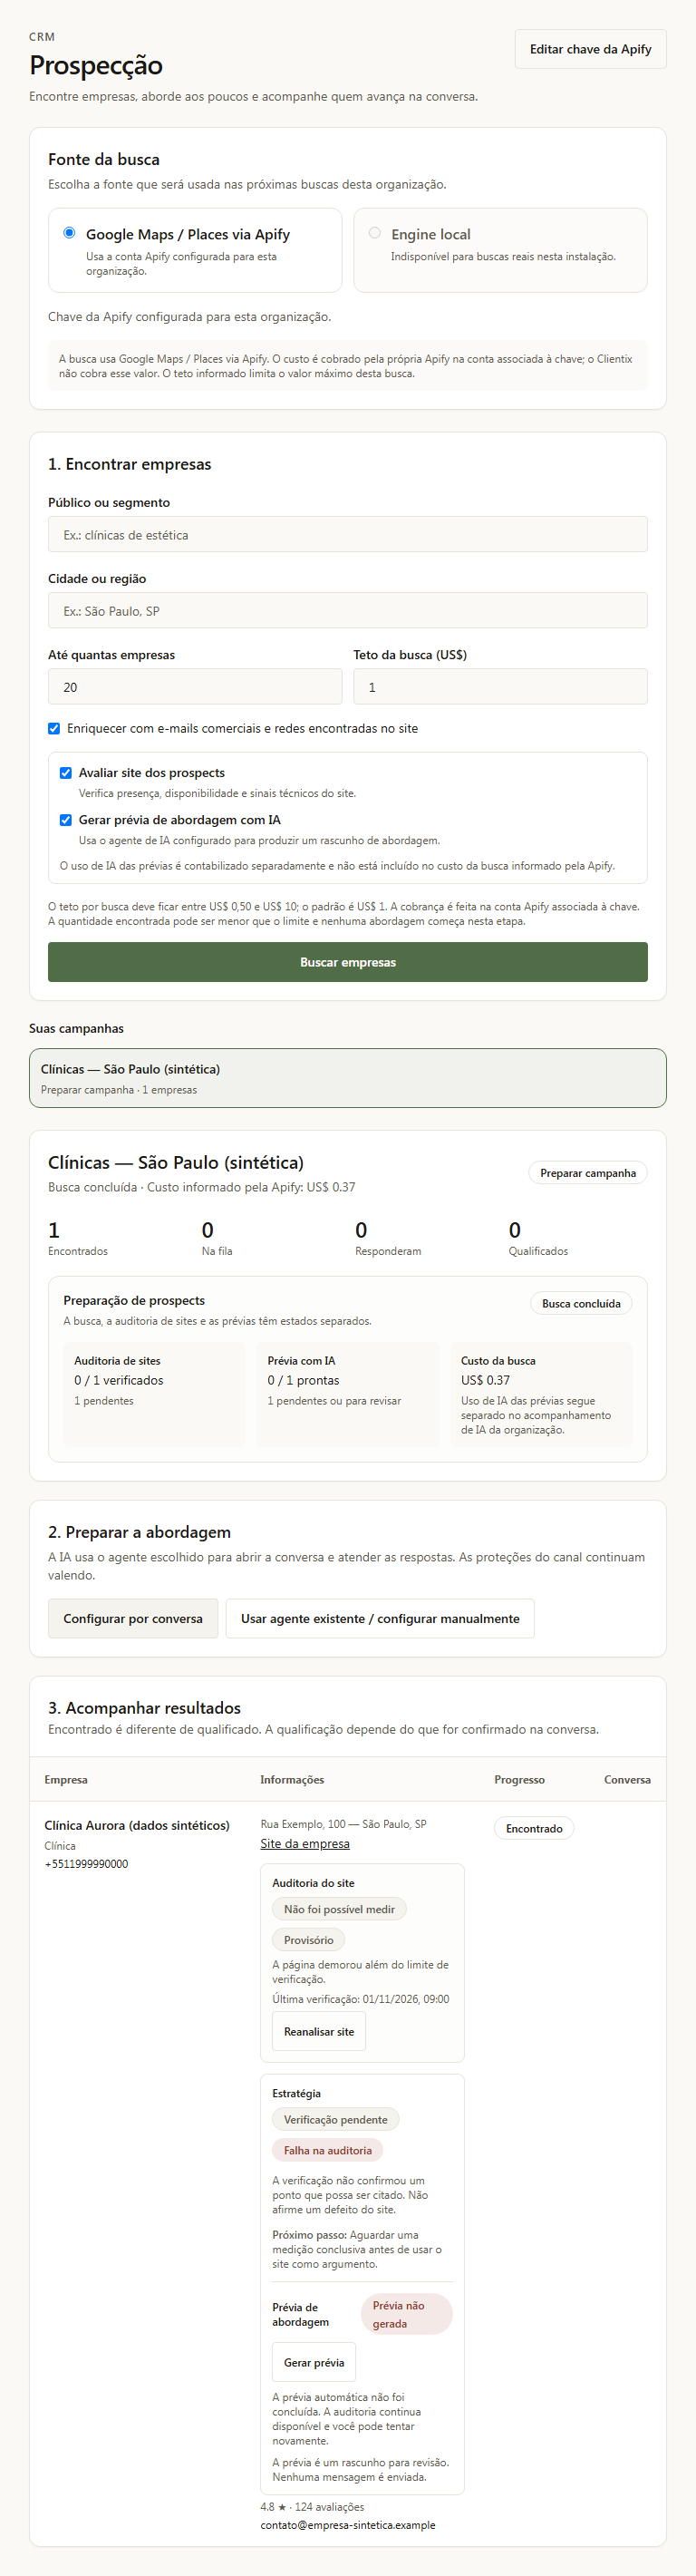 CRM
Prospecção
Editar chave da Apify
Encontre empresas, aborde aos poucos e acompanhe quem avança na conversa.
Fonte da busca
Escolha a fonte que será usada nas próximas buscas desta organização.
Google Maps / Places via Apify
Usa a conta Apify configurada para esta
organização.
Engine local
Indisponível para buscas reais nesta instalação.
Chave da Apify configurada para esta organização.
A busca usa Google Maps / Places via Apify. O custo é cobrado pela própria Apify na conta associada à chave; o Clientix
não cobra esse valor. O teto informado limita o valor máximo desta busca.
1. Encontrar empresas
Público ou segmento
Ex.: clínicas de estética
Cidade ou região
Ex.: São Paulo, SP
Até quantas empresas
Teto da busca (US$)
20
1
Enriquecer com e-mails comerciais e redes encontradas no site
Avaliar site dos prospects
Verifica presença, disponibilidade e sinais técnicos do site.
Gerar prévia de abordagem com IA
Usa o agente de IA configurado para produzir um rascunho de abordagem.
O uso de IA das prévias é contabilizado separadamente e não está incluído no custo da busca informado pela Apify.
O teto por busca deve ficar entre US$ 0,50 e US$ 10; o padrão é US$ 1. A cobrança é feita na conta Apify associada à chave.
A quantidade encontrada pode ser menor que o limite e nenhuma abordagem começa nesta etapa.
Buscar empresas
Suas campanhas
Clínicas — São Paulo (sintética)
Preparar campanha · 1 empresas
Clínicas — São Paulo (sintética)
Busca concluída · Custo informado pela Apify: US$ 0.37
Preparar campanha
1
Encontrados
0
Na fila
0
Responderam
0
Qualificados
Preparação de prospects
A busca, a auditoria de sites e as prévias têm estados separados.
Busca concluída
Auditoria de sites
0 / 1 verificados
1 pendentes
Prévia com IA
0 / 1 prontas
1 pendentes ou para revisar
Custo da busca
US$ 0.37
Uso de IA das prévias segue
separado no acompanhamento
de IA da organização.
2. Preparar a abordagem
A IA usa o agente escolhido para abrir a conversa e atender as respostas. As proteções do canal continuam
valendo.
Configurar por conversa
Usar agente existente / configurar manualmente
3. Acompanhar resultados
Encontrado é diferente de qualificado. A qualificação depende do que for confirmado na conversa.
Empresa
Informações
Progresso
Conversa
Clínica Aurora (dados sintéticos)
Clínica
+5511999990000
Rua Exemplo, 100 — São Paulo, SP
Site da empresa
Encontrado
Auditoria do site
Não foi possível medir
Provisório
A página demorou além do limite de
verificação.
Última verificação: 01/11/2026, 09:00
Reanalisar site
Estratégia
Verificação pendente
Falha na auditoria
A verificação não confirmou um
ponto que possa ser citado. Não
afirme um defeito do site.
Próximo passo: Aguardar uma
medição conclusiva antes de usar o
site como argumento.
Prévia de
abordagem
Prévia não
gerada
Gerar prévia
A prévia automática não foi
concluída. A auditoria continua
disponível e você pode tentar
novamente.
A prévia é um rascunho para revisão.
Nenhuma mensagem é enviada.
4.8 ★ · 124 avaliações
contato@empresa-sintetica.example